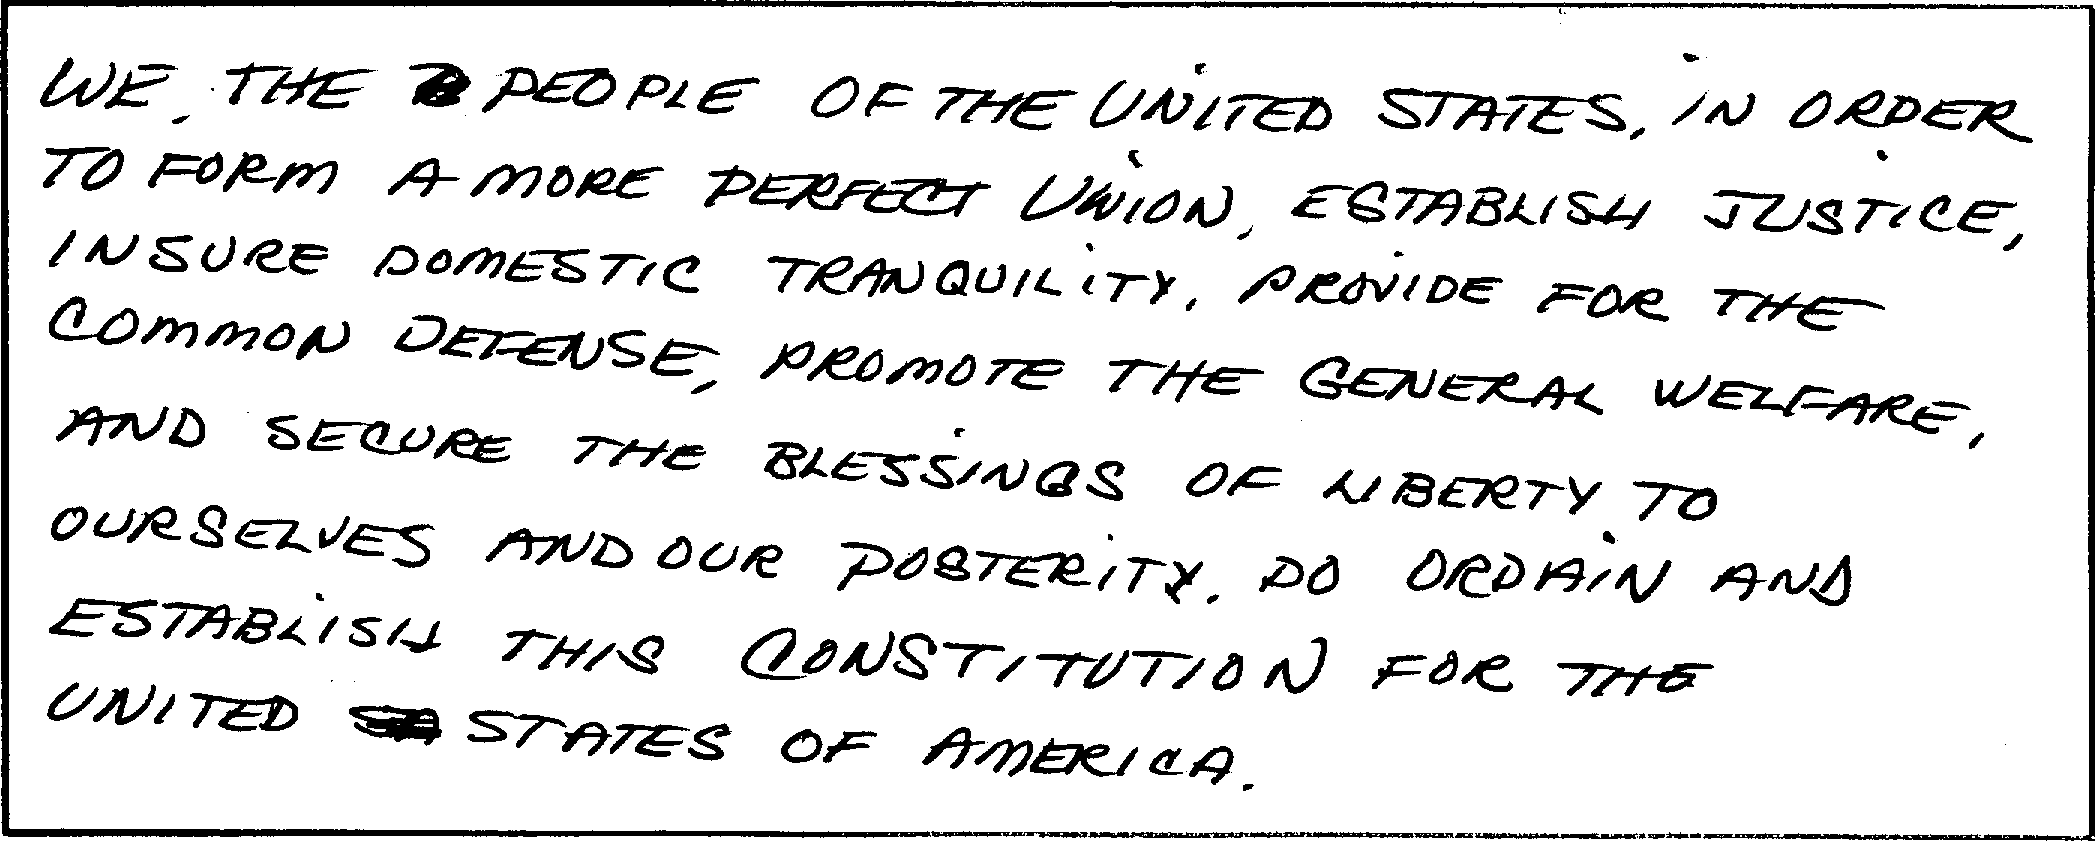 WE, THE PEOPLE OF THE UNITED STATES, IN ORDER
TO FORM A MORE PERFECT UNION, ESTABLISH JUSTICE,
INSURE DOMESTIC TRANQUILITY, PROVIDE FOR THE
COMMON DEFENSE, PROMOTE THE GENERAL WELFARE,
AND SECURE THE BLESSINGS OF LIBERTY TO
OURSELVES AND OUR POSTERITY, DO ORDAIN AND
ESTABLISH THIS CONSTITUTION FOR THE
UNITED STATES OF AMERICA.